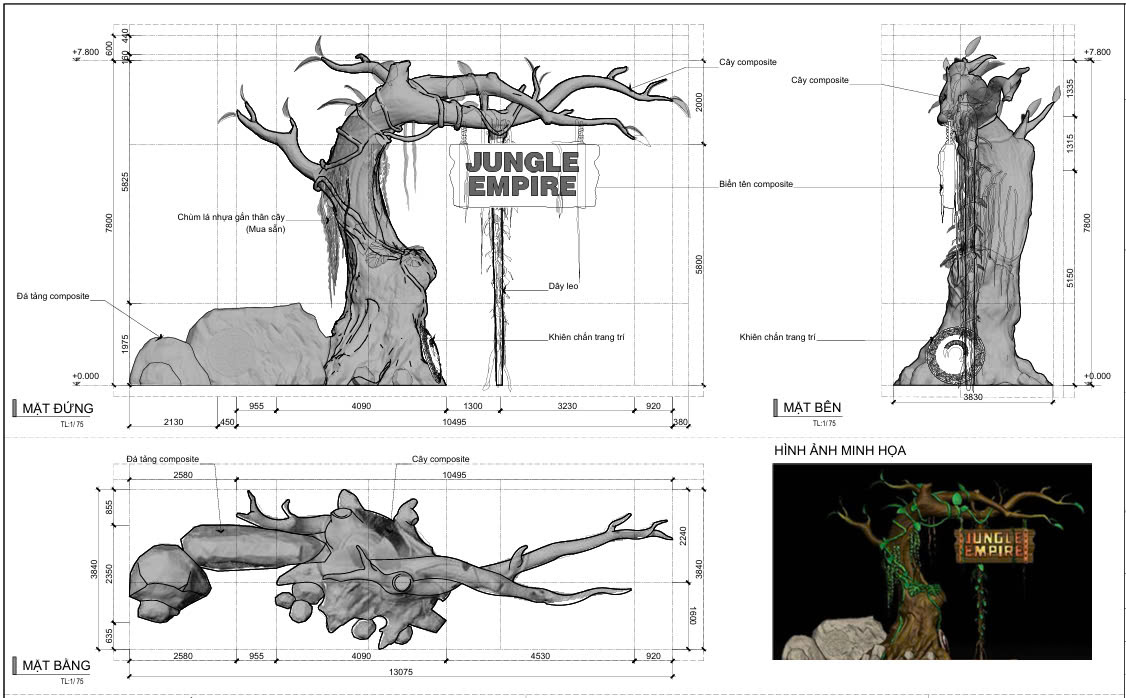 440
600
160
+7.800
5825
7800
1975
+0.000
Cây composite
2000
JUNGLE
EMPIRE
Biển tên composite
Chùm lá nhựa gắn thân cây
(Mua sẵn)
Đá tảng composite
Dây leo
5800
Khiên chắn trang trí
MẶT ĐỨNG
TL:1/ 75
955
4090
1300
3230
920
2130
450
10495
380
+7.800
Cây composite
1335
1315
7800
5150
Khiên chắn trang trí
+0.000
3830
MẶT BÊN
TL:1/ 75
Đá tảng composite
Cây composite
2580
10495
855
3840
2350
635
2240
3840
1600
2580
955
4090
4530
920
13075
MẶT BẰNG
TL:1/ 75
HÌNH ẢNH MINH HỌA
JUNGLE
EMPIRE